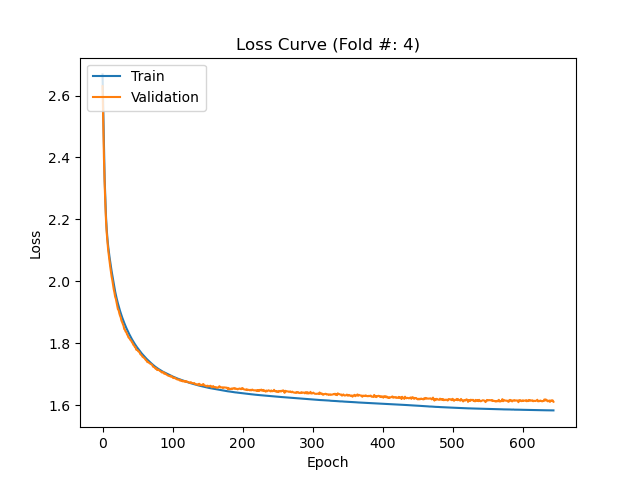 Loss Curve (Fold #: 4)
Train
Validation
Loss
2.6
2.4
2.2
2.0
1.8
1.6
0 100 200 300 400 500 600
Epoch